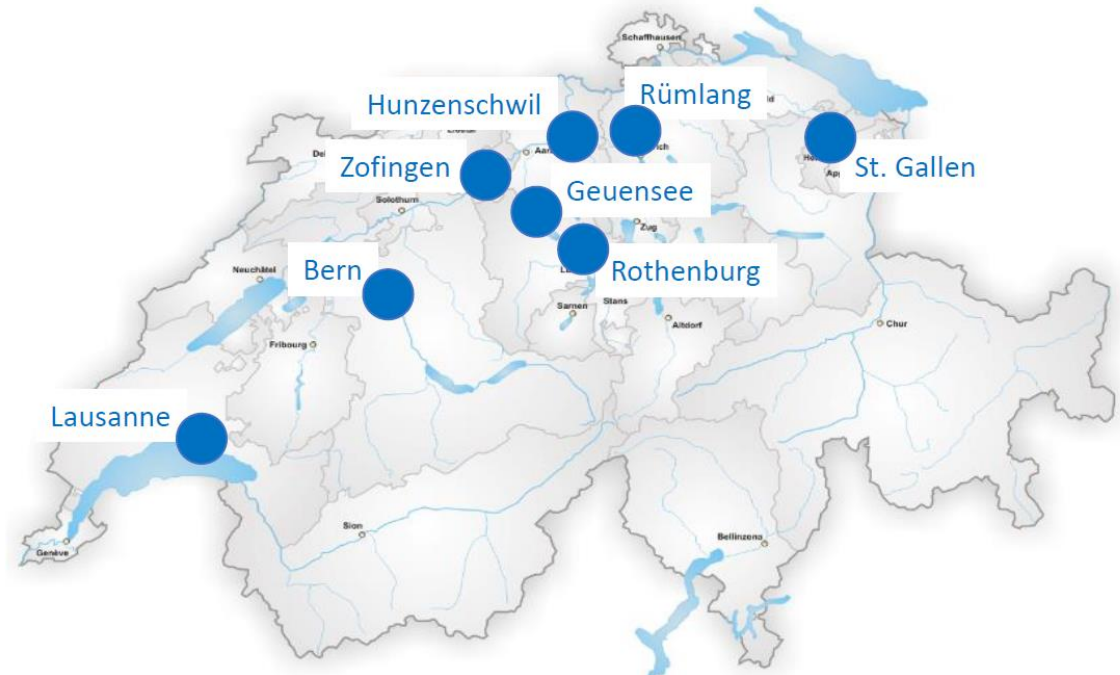 Schaffhausen
Hunzenschwil
Rümlang
Zofingen
St. Gallen
Geuensee
Solothurn
Zug
Bern
Rothenburg
Neuchâtel
Stans
Sarnen
Altdorf
Chur
Fribourg
Lausanne
Sion
Bellinzona
Genève